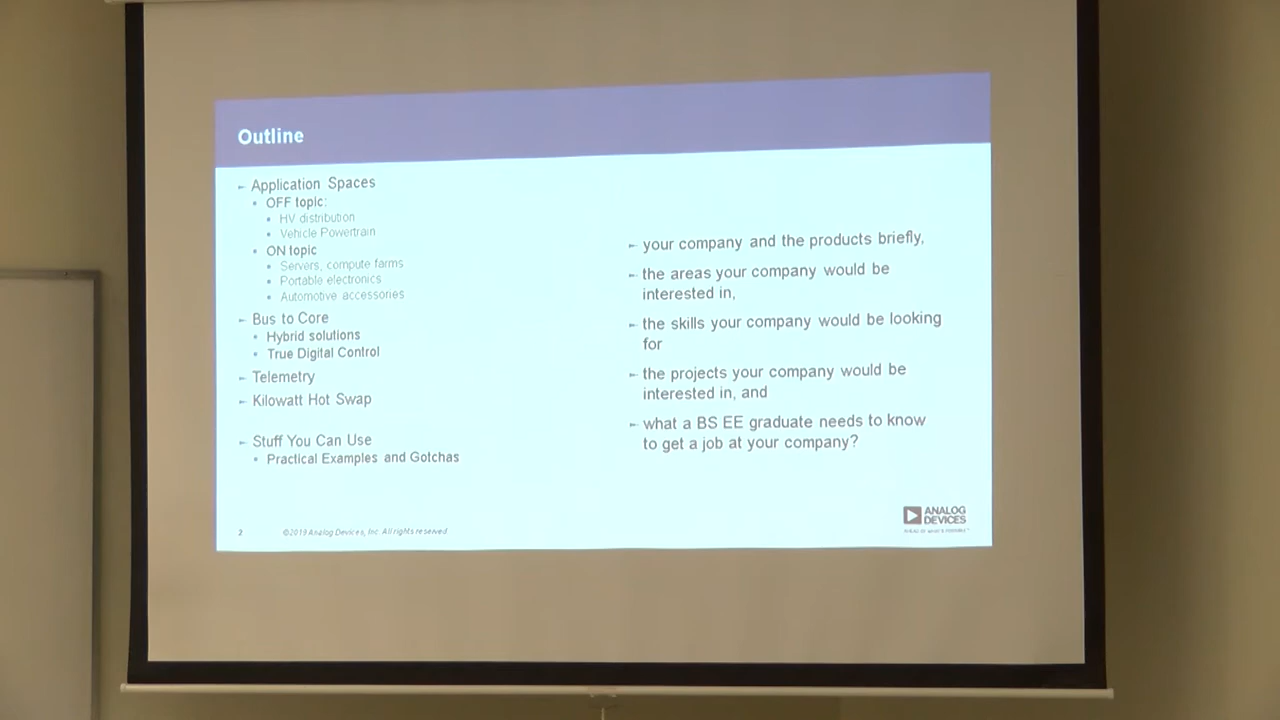 Outline
Application Spaces
OFF topic:
HV distribution
Vehicle Powertrain
ON topic
Servers, compute farms
Portable electronics
Automotive accessories
Bus to Core
Hybrid solutions
True Digital Control
Telemetry
Kilowatt Hot Swap
Stuff You Can Use
Practical Examples and Gotchas
your company and the products briefly,
the areas your company would be
interested in,
the skills your company would be looking
for
the projects your company would be
interested in, and
what a BS EE graduate needs to know
to get a job at your company?
2
©2019 Analog Devices, Inc. All rights reserved
ANALOG
DEVICES